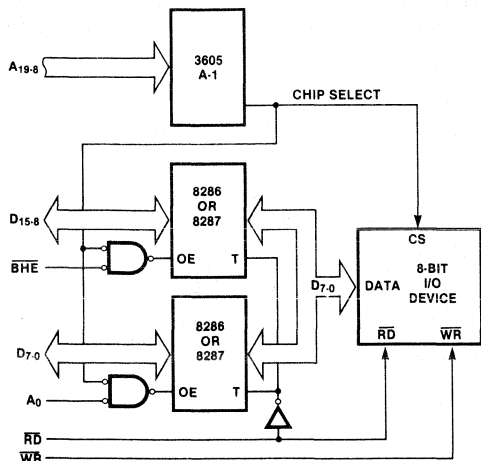 A19-8
3605
A-1
CHIP SELECT
D15-8
8286
OR
8287
BHE
OE
T
CS
D7-0
DATA
8-BIT
I/O
DEVICE
RD
WR
D7-0
8286
OR
8287
A0
OE
T
RD
WR